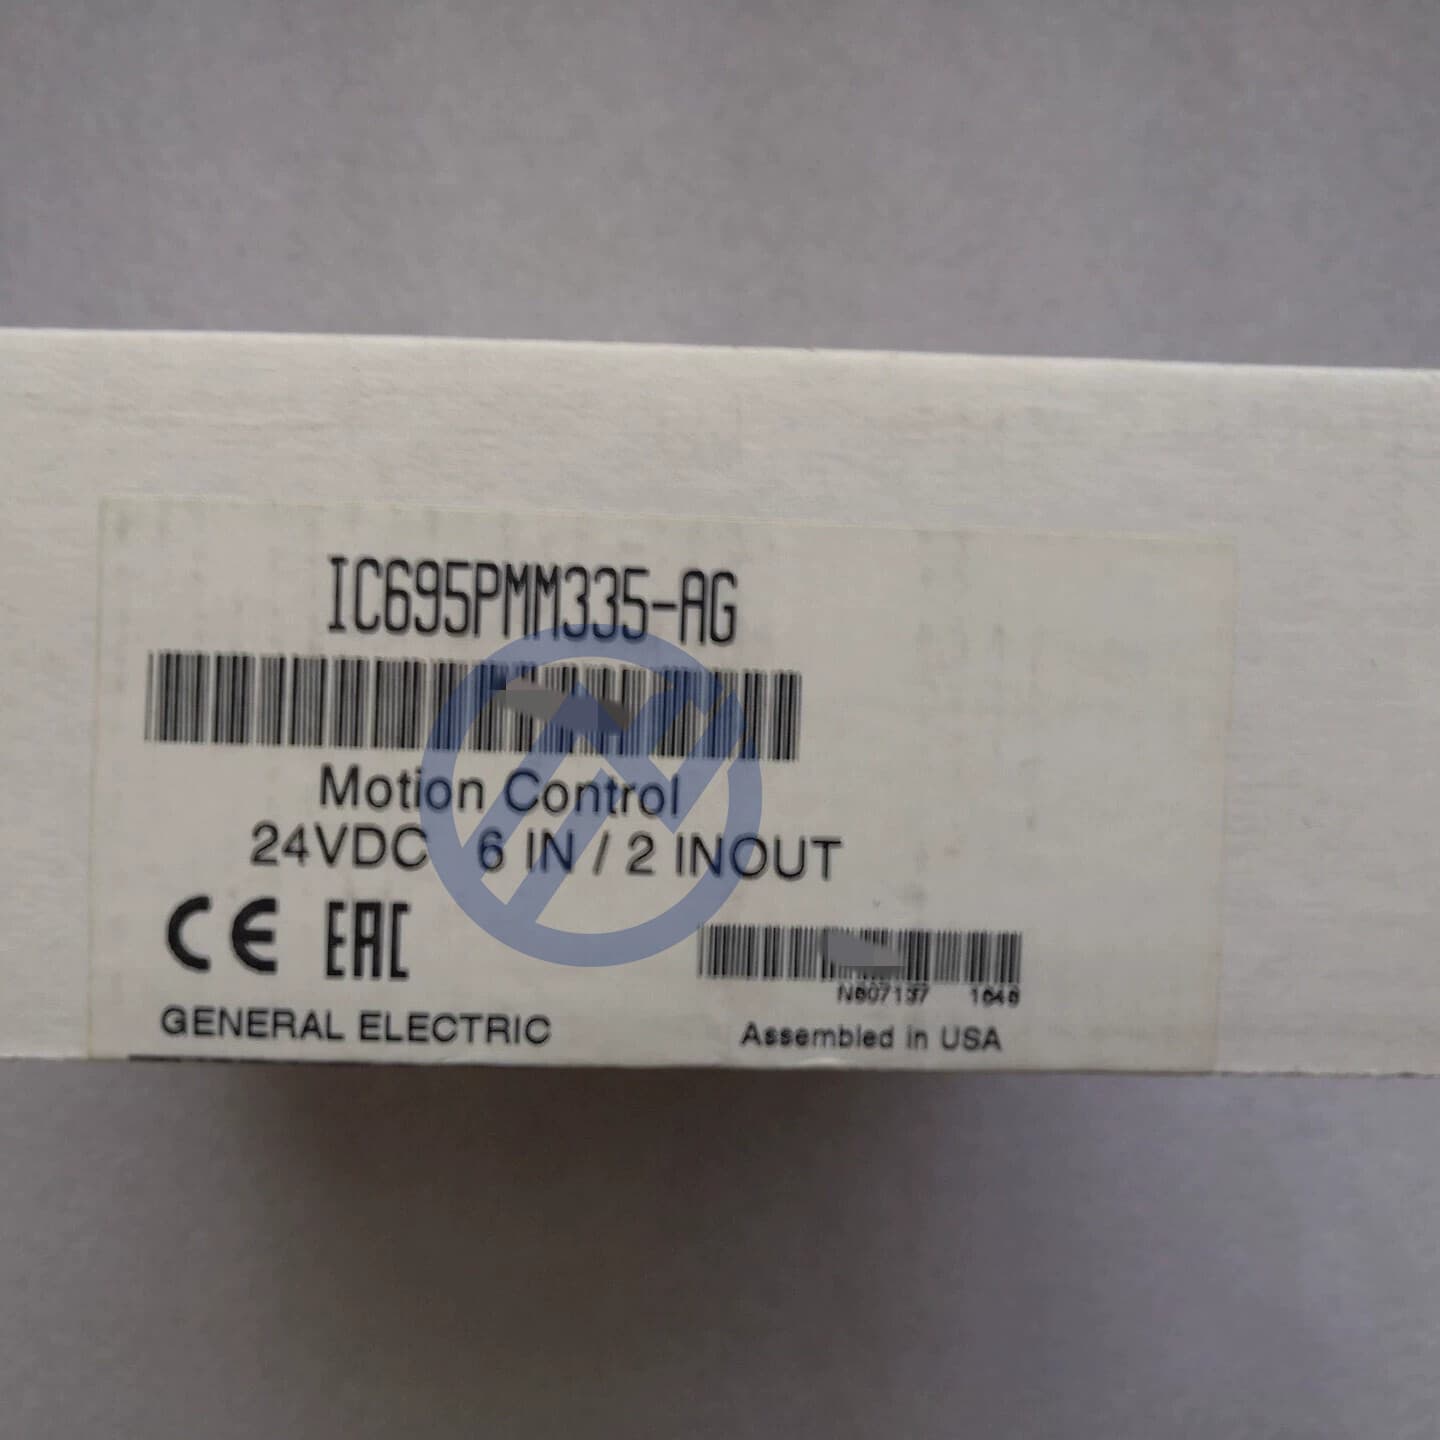 IC695PMM335-AG
Motion Control
24VDC 6 IN / 2 INOUT
CE EAC
GENERAL ELECTRIC
Assembled in USA